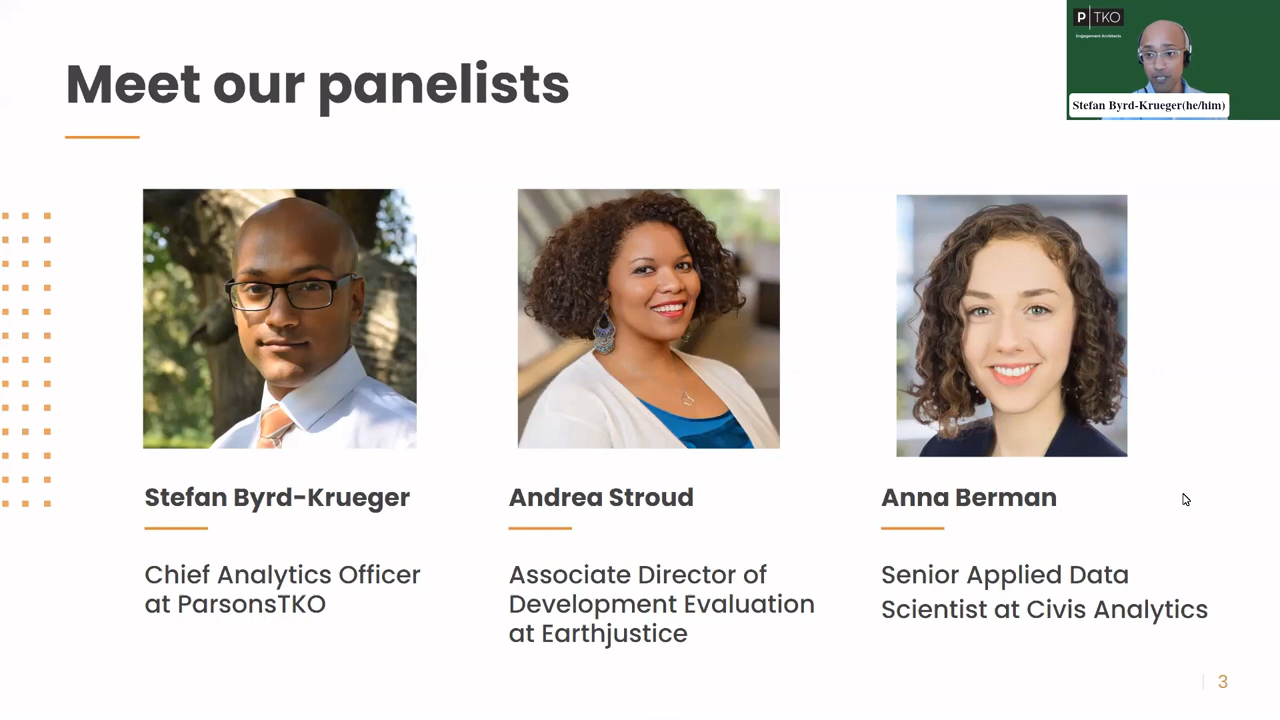 Meet our panelists
P TKO
Engagement Architects
Stefan Byrd-Krueger(he/him)
Stefan Byrd-Krueger
Chief Analytics Officer
at ParsonsTKO
Andrea Stroud
Associate Director of
Development Evaluation
at Earthjustice
Anna Berman
Senior Applied Data
Scientist at Civis Analytics
3